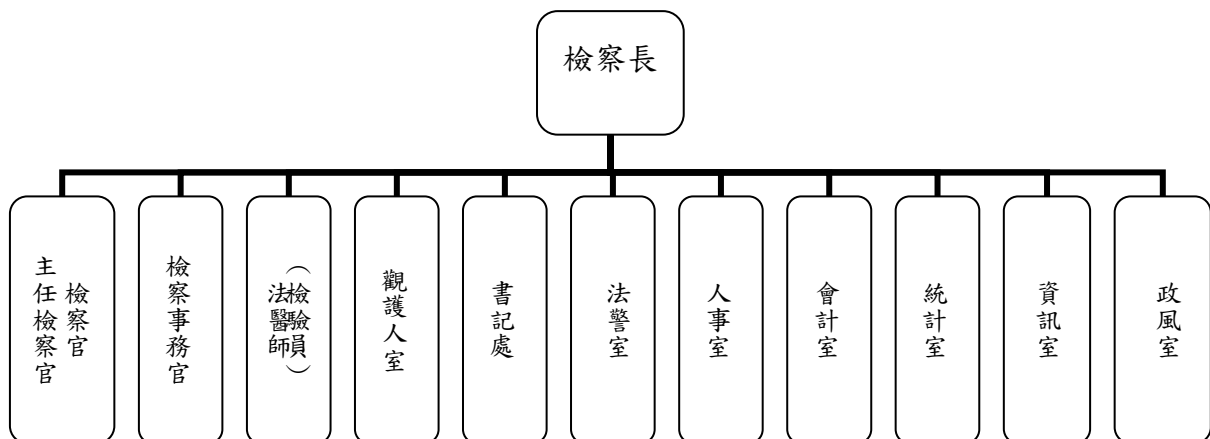 檢察長
主任檢察官
檢察官
檢察事務官
法醫師
（檢驗員）
觀護人室
書記處
法警室
人事室
會計室
統計室
資訊室
政風室